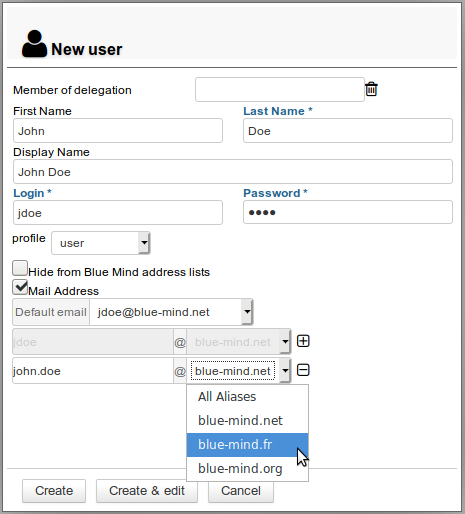 New user
Member of delegation
First Name Last Name *
John Doe
Display Name
John Doe
Login * Password *
jdoe ●●●●
profile user
Hide from Blue Mind address lists
Mail Address
Default email jdoe@blue-mind.net
jdoe @ blue-mind.net
john.doe @ blue-mind.net
All Aliases
blue-mind.net
blue-mind.fr
blue-mind.org
Create Create & edit Cancel